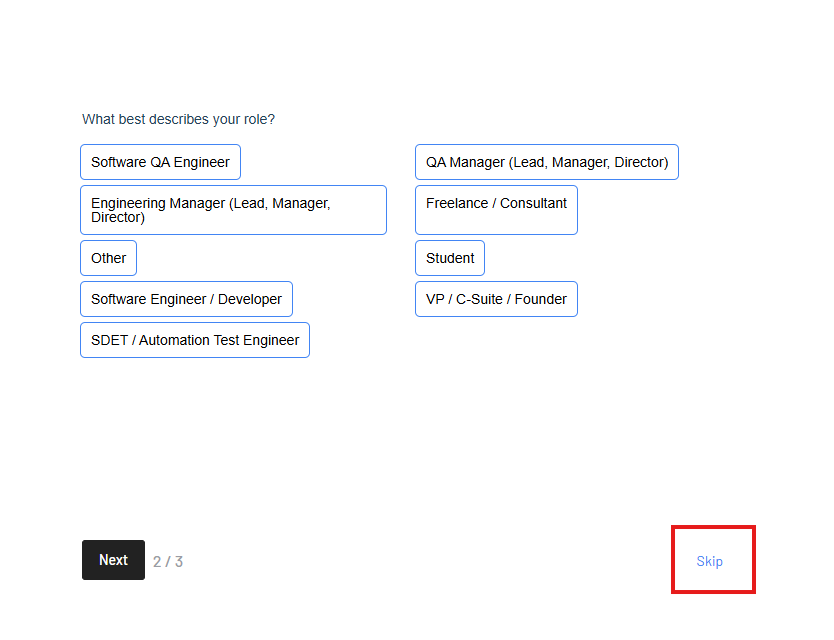 What best describes your role?
Software QA Engineer
QA Manager (Lead, Manager, Director)
Engineering Manager (Lead, Manager,
Director)
Freelance / Consultant
Other
Student
Software Engineer / Developer
VP / C-Suite / Founder
SDET / Automation Test Engineer
Next
2 / 3
Skip